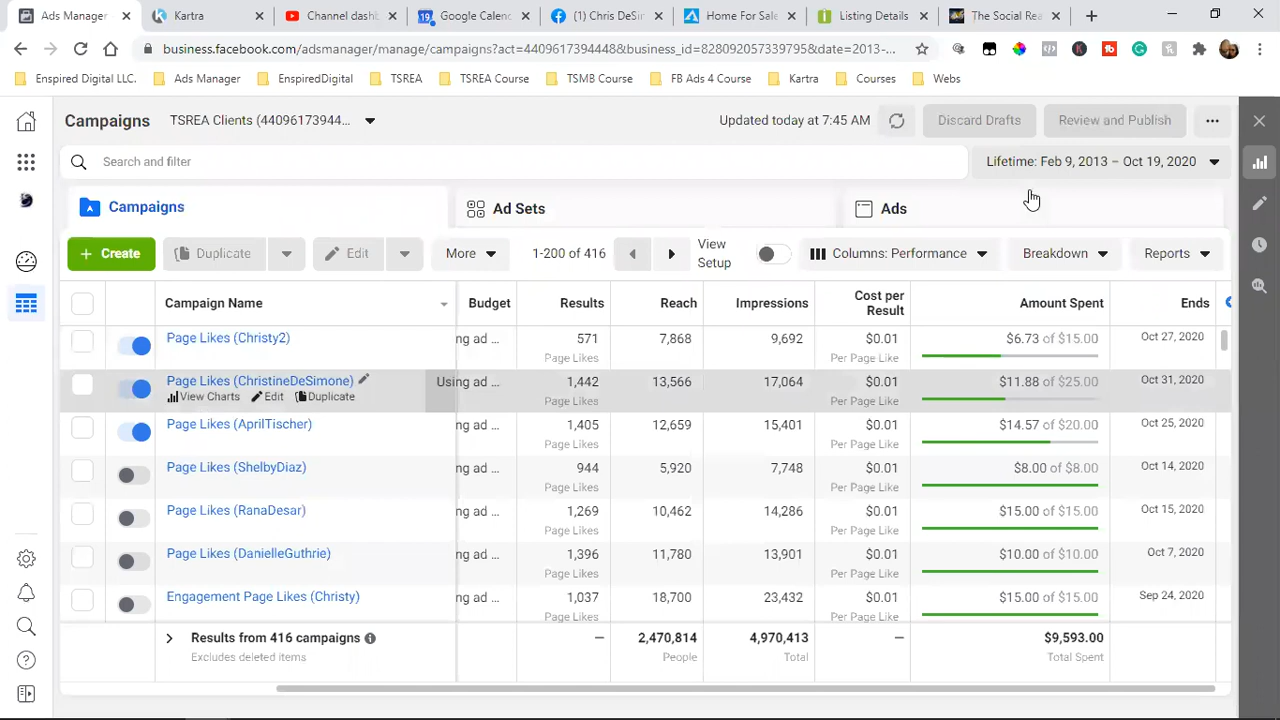 Ads Manager
Kartra
Channel dashb
Google Calen
(1) Chris DeSin
Home For Sale
Listing Details
The Social Rea
business.facebook.com/adsmanager/manage/campaigns?act=440961739448&business_id=828092057339795&date=2013-...
Enspired Digital LLC.
Ads Manager
EnspiredDigital
TSREA
TSREA Course
TSMB Course
FB Ads 4 Course
Kartra
Courses
Webs
Campaigns
TSREA Clients (44096173944...
Updated today at 7:45 AM
Discard Drafts
Review and Publish
Search and filter
Lifetime: Feb 9, 2013 – Oct 19, 2020
Campaigns
Ad Sets
Ads
+ Create
Duplicate
Edit
More
1-200 of 416
View Setup
Columns: Performance
Breakdown
Reports
Campaign Name
Budget
Results
Reach
Impressions
Cost per Result
Amount Spent
Ends
Page Likes (Christy2)
ng ad ...
571
7,868
9,692
$0.01
$6.73 of $15.00
Oct 27, 2020
Page Likes
Per Page Like
Page Likes (ChristineDeSimone)
Using ad ...
1,442
13,566
17,064
$0.01
$11.88 of $25.00
Oct 31, 2020
View Charts
Edit
Duplicate
Page Likes
Per Page Like
Page Likes (AprilTischer)
ng ad ...
1,405
12,659
15,401
$0.01
$14.57 of $20.00
Oct 25, 2020
Page Likes
Per Page Like
Page Likes (ShelbyDiaz)
ng ad ...
944
5,920
7,748
$0.01
$8.00 of $8.00
Oct 14, 2020
Page Likes
Per Page Like
Page Likes (RanaDesar)
ng ad ...
1,269
10,462
14,286
$0.01
$15.00 of $15.00
Oct 15, 2020
Page Likes
Per Page Like
Page Likes (DanielleGuthrie)
ng ad ...
1,396
11,780
13,901
$0.01
$10.00 of $10.00
Oct 7, 2020
Page Likes
Per Page Like
Engagement Page Likes (Christy)
ng ad ...
1,037
18,700
23,432
$0.01
$15.00 of $15.00
Sep 24, 2020
Page Likes
Per Page Like
Results from 416 campaigns
—
2,470,814
4,970,413
—
$9,593.00
Excludes deleted items
People
Total
Total Spent